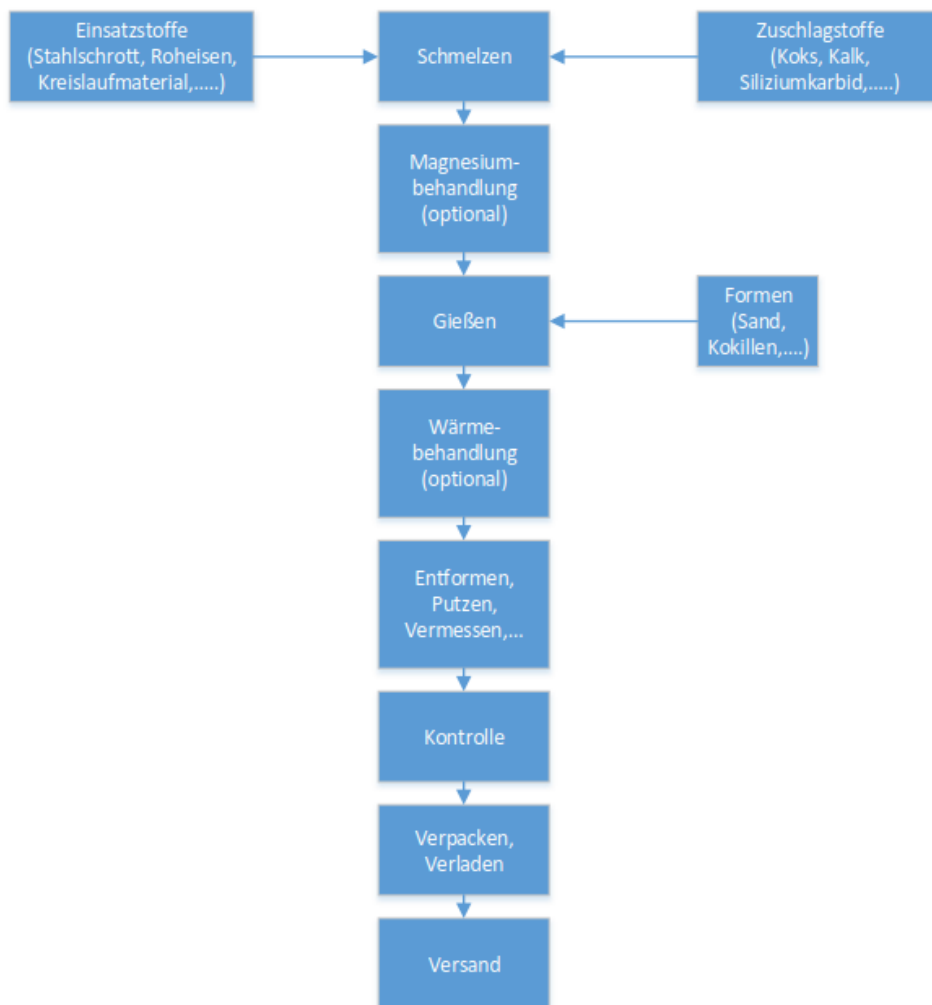 Einsatzstoffe
(Stahlschrott, Roheisen,
Kreislaufmaterial,.....)
Schmelzen
Zuschlagstoffe
(Koks, Kalk,
Siliziumkarbid,.....)
Magnesium-
behandlung
(optional)
Gießen
Formen
(Sand,
Kokillen,....)
Wärme-
behandlung
(optional)
Entformen,
Putzen,
Vermessen,...
Kontrolle
Verpacken,
Verladen
Versand